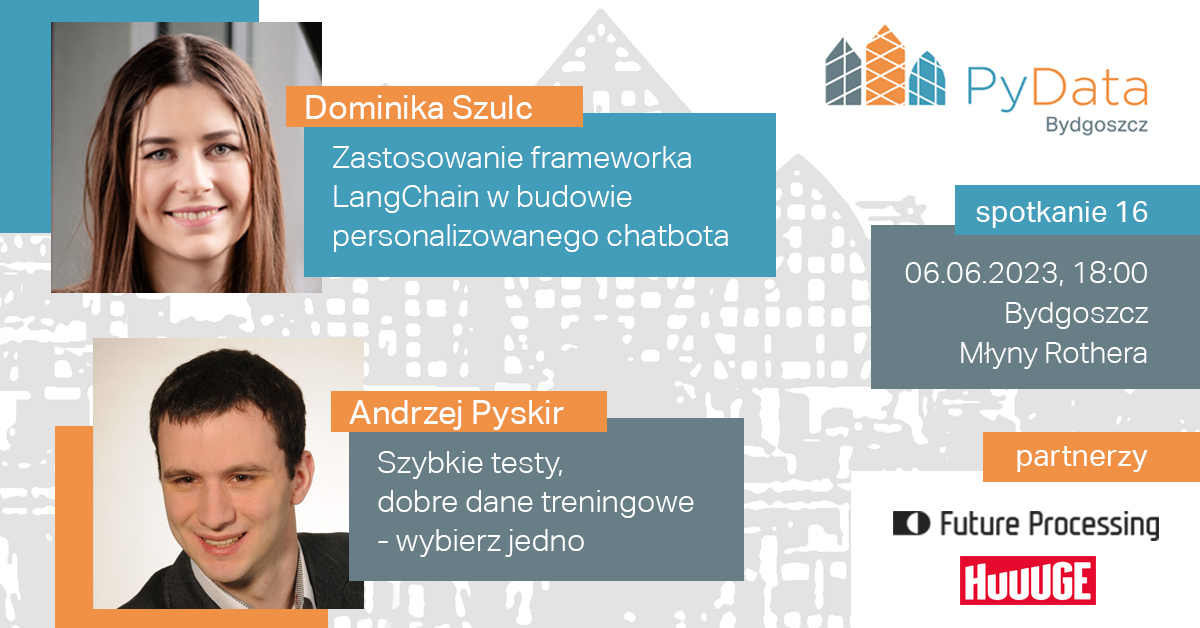 Dominika Szulc
Zastosowanie frameworka
LangChain w budowie
personalizowanego chatbota
Andrzej Pyskir
Szybkie testy,
dobre dane treningowe
- wybierz jedno
PyData
Bydgoszcz
spotkanie 16
06.06.2023, 18:00
Bydgoszcz
Młyny Rothera
partnerzy
Future Processing
HUUUGE